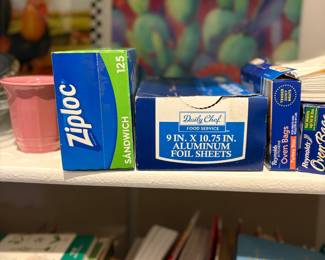 Ziploc
SANDWICH
125
Daily Chef
FOOD SERVICE
9 IN. X 10.75 IN.
ALUMINUM
FOIL SHEETS
Reynolds
Oven Bags
Reynolds
Oven Ba